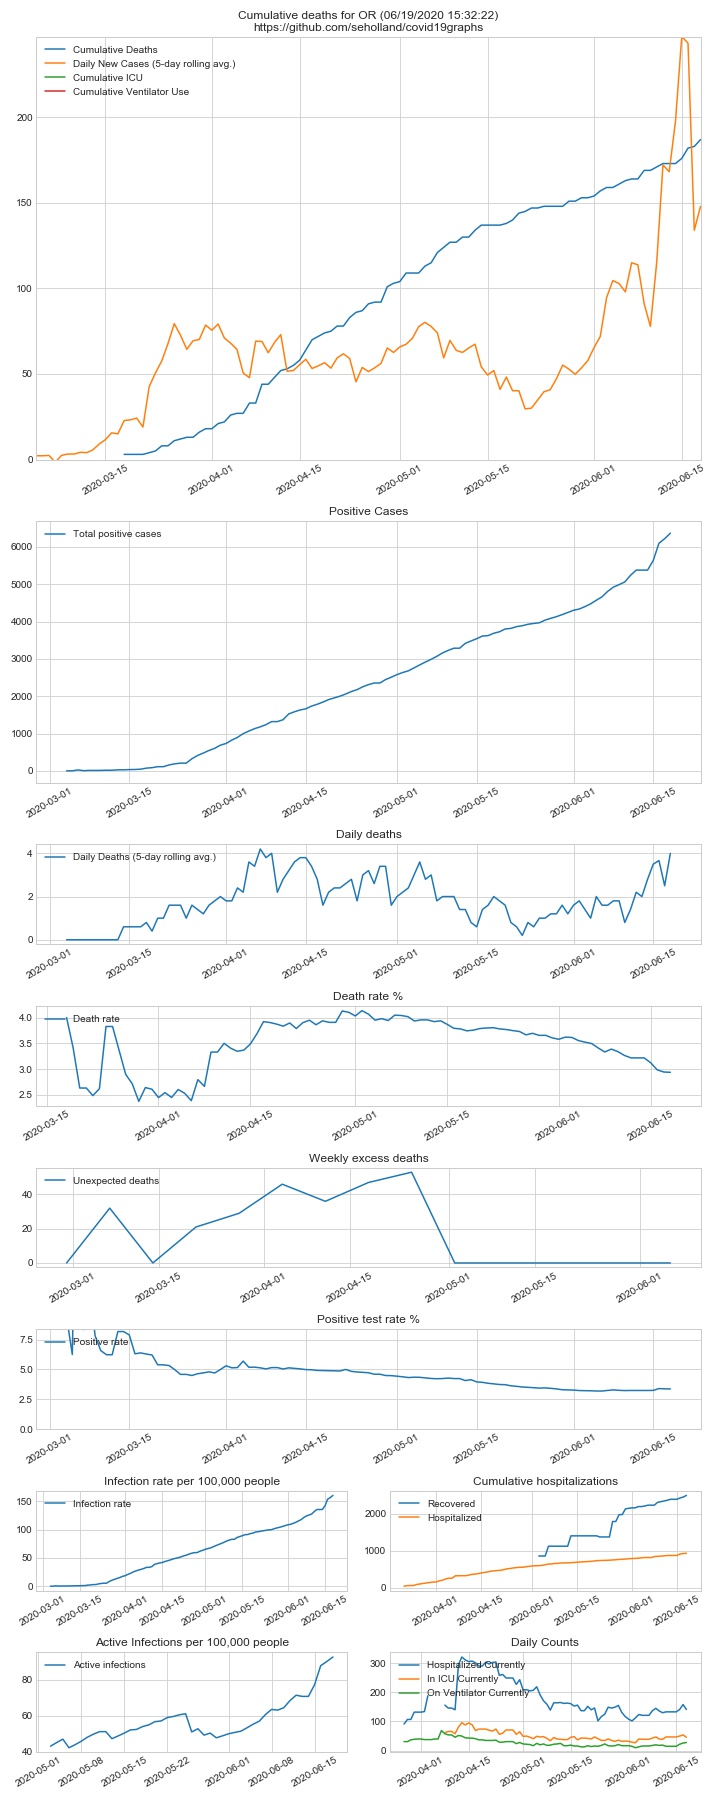 Cumulative deaths for OR (06/19/2020 15:32:22)
https://github.com/seholland/covid19graphs
Cumulative Deaths
Daily New Cases (5-day rolling avg.)
Cumulative ICU
Cumulative Ventilator Use
200
150
100
50
0
2020-03-15 2020-04-01 2020-04-15 2020-05-01 2020-05-15 2020-06-01 2020-06-15
Positive Cases
Total positive cases
6000
5000
4000
3000
2000
1000
0
2020-03-01 2020-03-15 2020-04-01 2020-04-15 2020-05-01 2020-05-15 2020-06-01 2020-06-15
Daily deaths
Daily Deaths (5-day rolling avg.)
4
2
0
2020-03-01 2020-03-15 2020-04-01 2020-04-15 2020-05-01 2020-05-15 2020-06-01 2020-06-15
Death rate %
Death rate
4.0
3.5
3.0
2.5
2020-03-15 2020-04-01 2020-04-15 2020-05-01 2020-05-15 2020-06-01 2020-06-15
Weekly excess deaths
Unexpected deaths
40
20
0
2020-03-01 2020-03-15 2020-04-01 2020-04-15 2020-05-01 2020-05-15 2020-06-01
Positive test rate %
Positive rate
7.5
5.0
2.5
0.0
2020-03-01 2020-03-15 2020-04-01 2020-04-15 2020-05-01 2020-05-15 2020-06-01 2020-06-15
Infection rate per 100,000 people
Infection rate
150
100
50
0
2020-03-01 2020-03-15 2020-04-01 2020-04-15 2020-05-01 2020-05-15 2020-06-01 2020-06-15
Cumulative hospitalizations
Recovered
Hospitalized
2000
1000
0
2020-04-01 2020-04-15 2020-05-01 2020-05-15 2020-06-01 2020-06-15
Active Infections per 100,000 people
Active infections
80
60
40
2020-05-01 2020-05-08 2020-05-15 2020-05-22 2020-06-01 2020-06-08 2020-06-15
Daily Counts
Hospitalized Currently
In ICU Currently
On Ventilator Currently
300
200
100
0
2020-04-01 2020-04-15 2020-05-01 2020-05-15 2020-06-01 2020-06-15